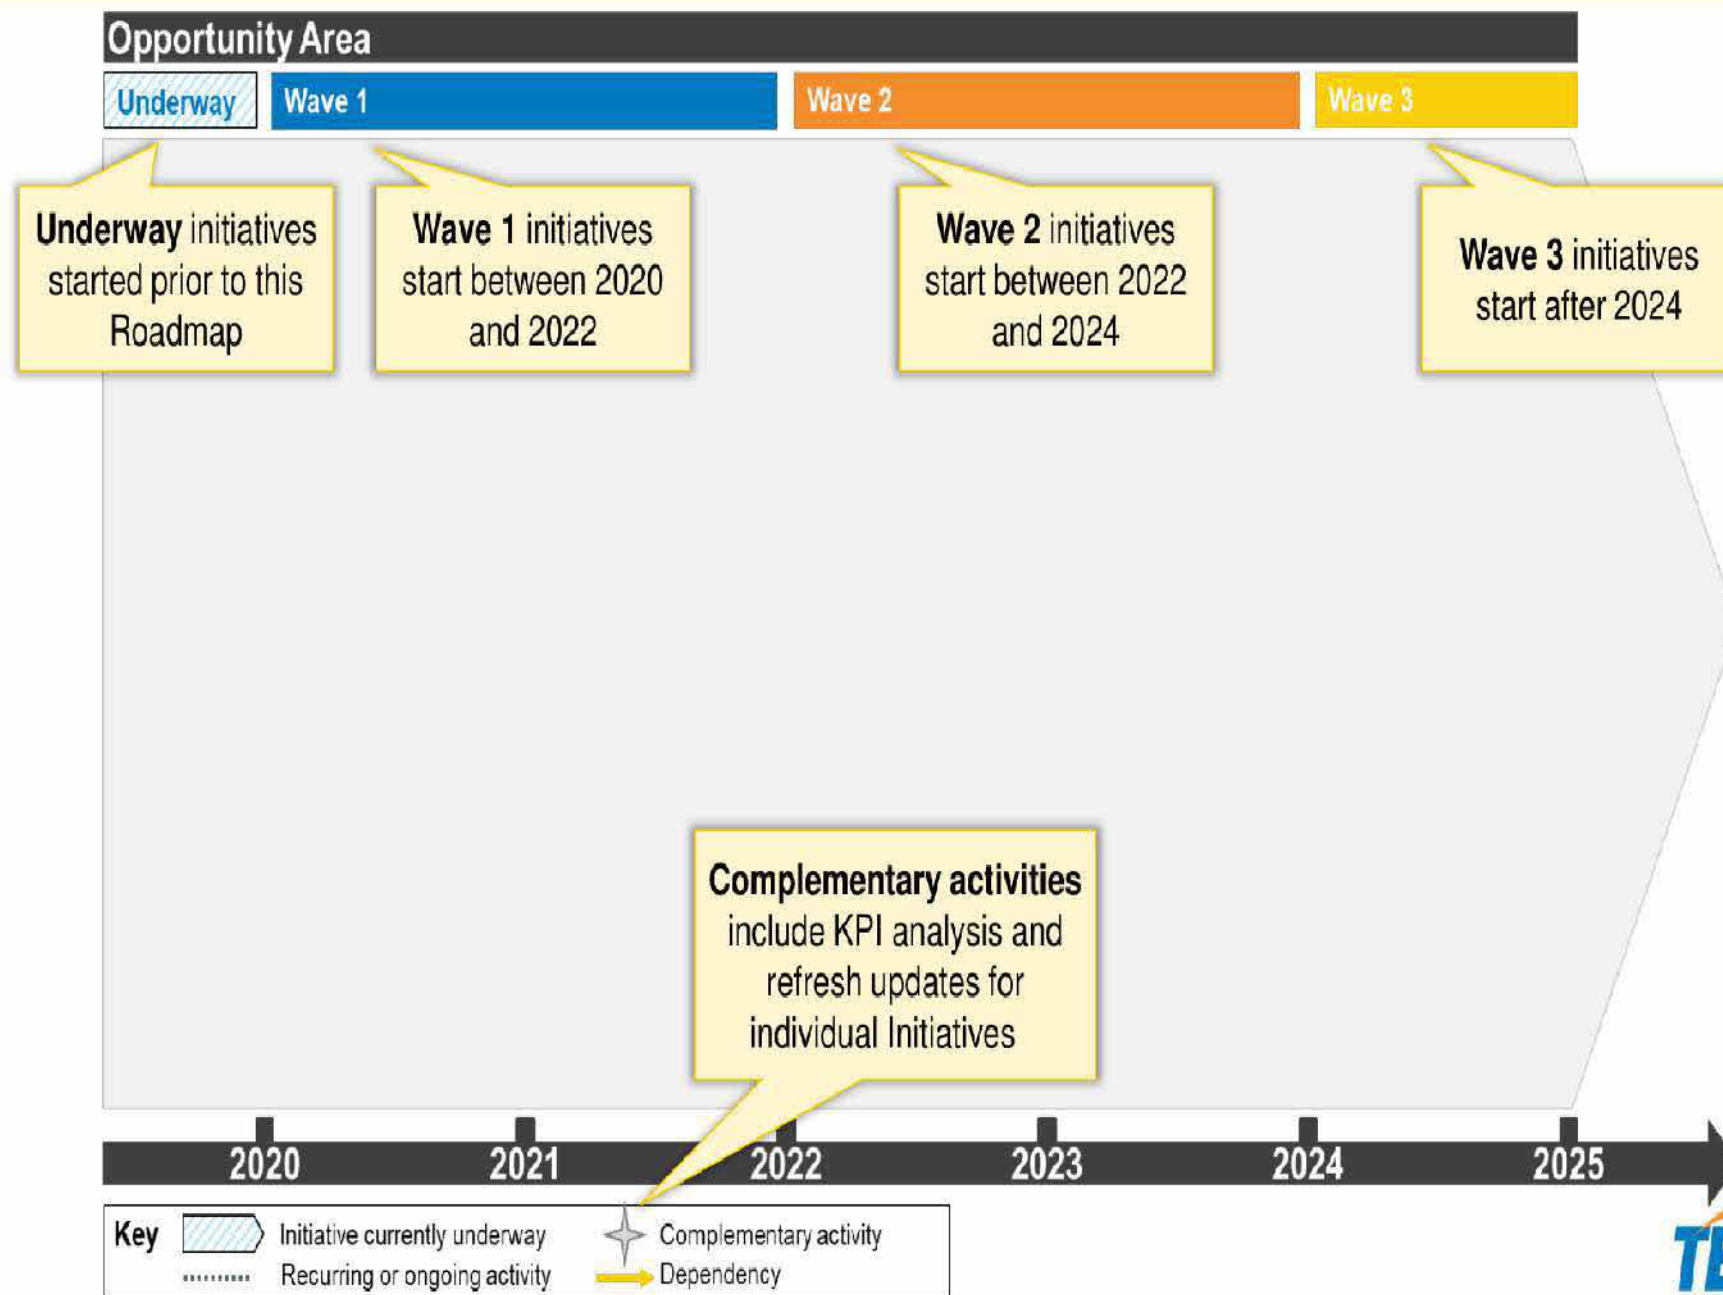 Opportunity Area
Underway
Wave 1
Wave 2
Wave 3
Underway initiatives
started prior to this
Roadmap
Wave 1 initiatives
start between 2020
and 2022
Wave 2 initiatives
start between 2022
and 2024
Wave 3 initiatives
start after 2024
Complementary activities
include KPI analysis and
refresh updates for
individual Initiatives
2020
2021
2022
2023
2024
2025
Key
Initiative currently underway
Complementary activity
Recurring or ongoing activity
Dependency